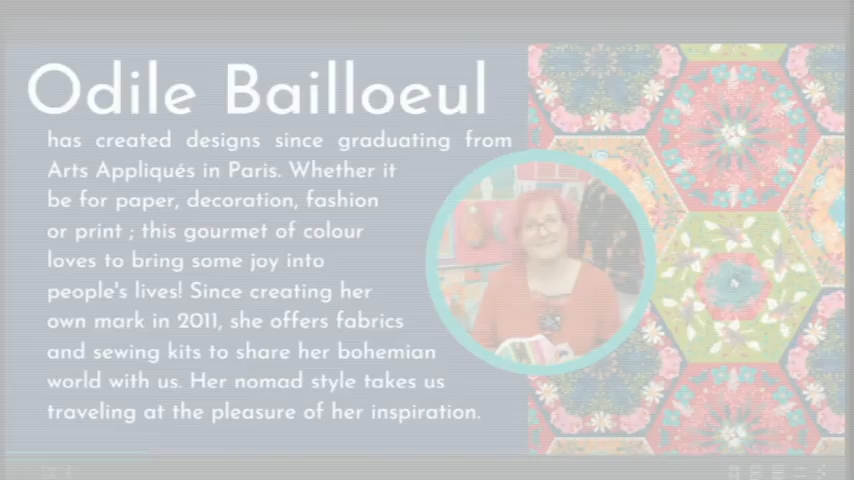 Odile Bailloeul
has created designs since graduating from
Arts Appliqués in Paris. Whether it
be for paper, decoration, fashion
or print ; this gourmet of colour
loves to bring some joy into
people's lives! Since creating her
own mark in 2011, she offers fabrics
and sewing kits to share her bohemian
world with us. Her nomad style takes us
traveling at the pleasure of her inspiration.